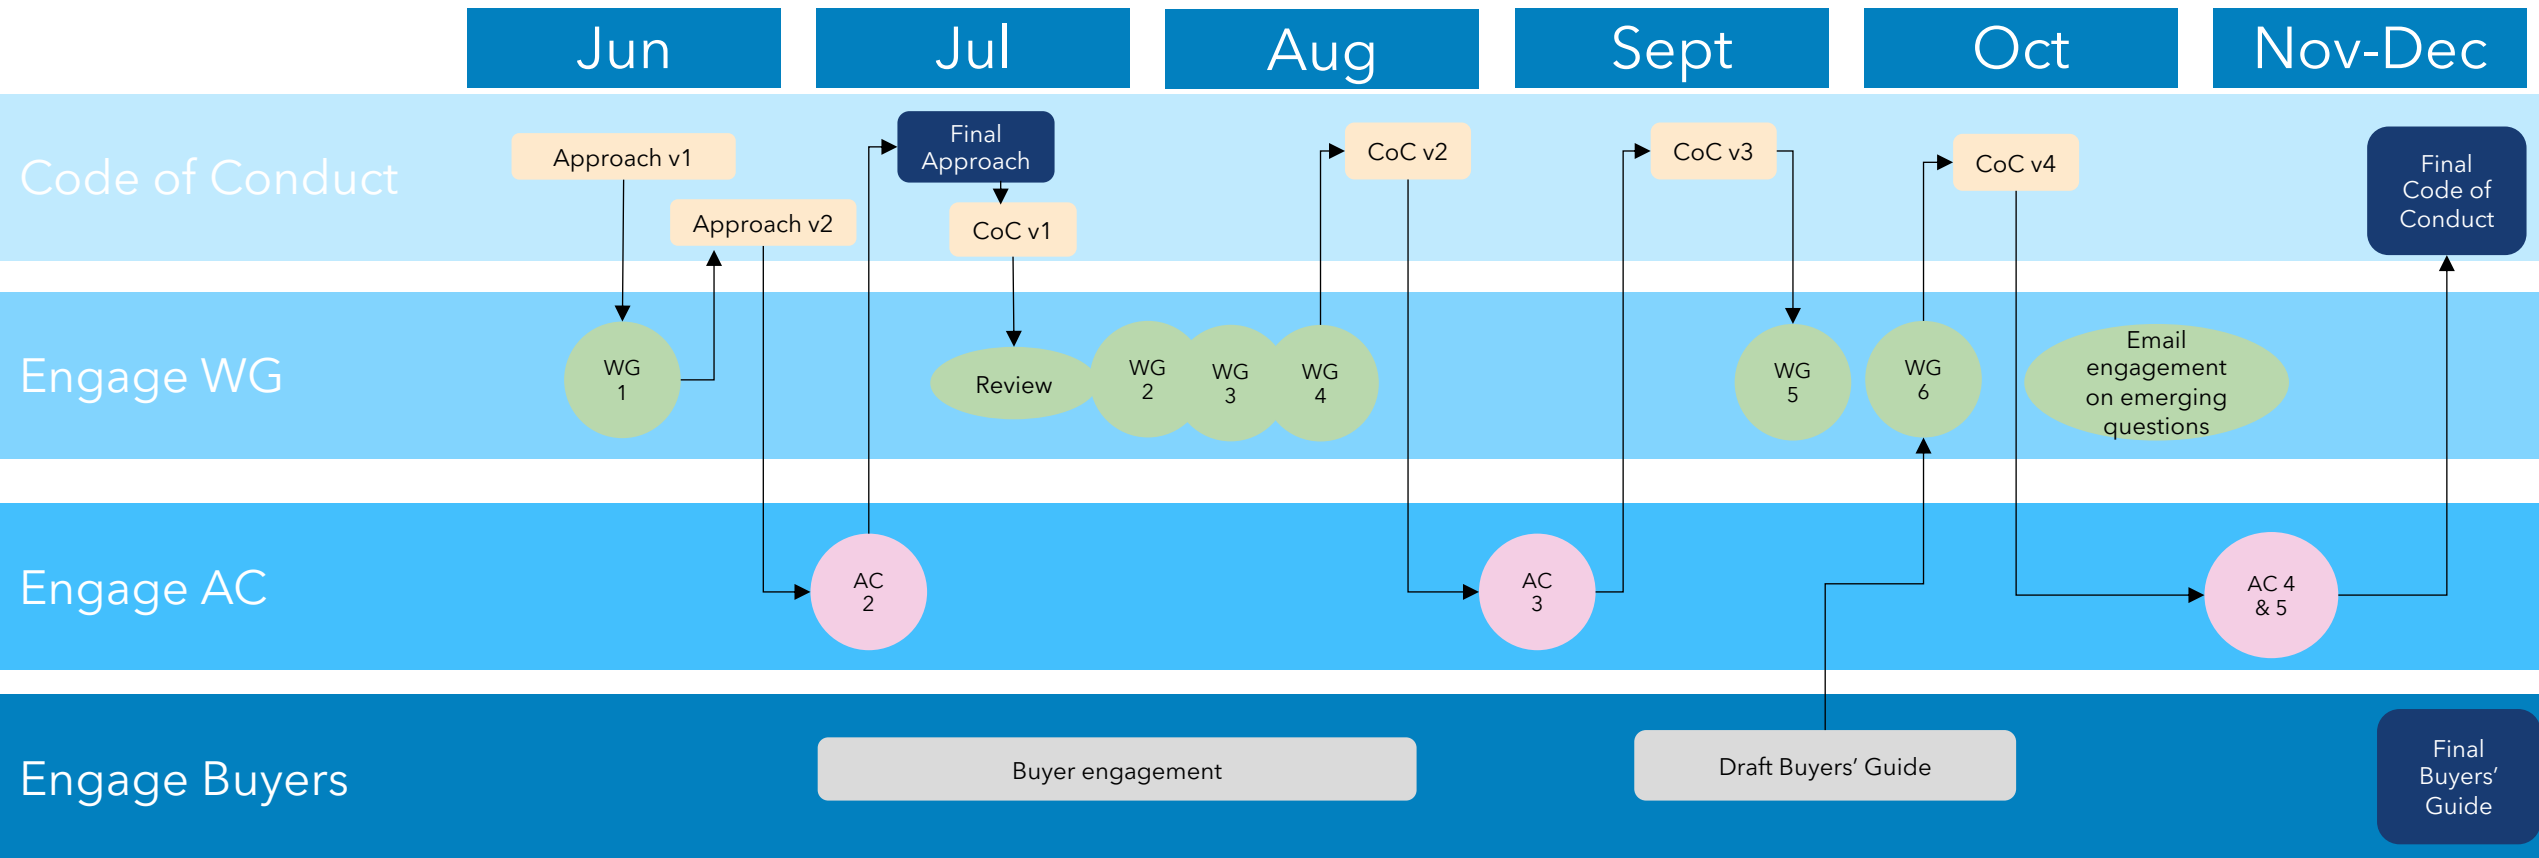 Jun
Jul
Aug
Sept
Oct
Nov-Dec
Code of Conduct
Approach v1
Approach v2
Final
Approach
CoC v1
CoC v2
CoC v3
CoC v4
Final
Code of
Conduct
Engage WG
WG
1
Review
WG
2
WG
3
WG
4
WG
5
WG
6
Email
engagement
on emerging
questions
Engage AC
AC
2
AC
3
AC 4
& 5
Engage Buyers
Buyer engagement
Draft Buyers’ Guide
Final
Buyers’
Guide